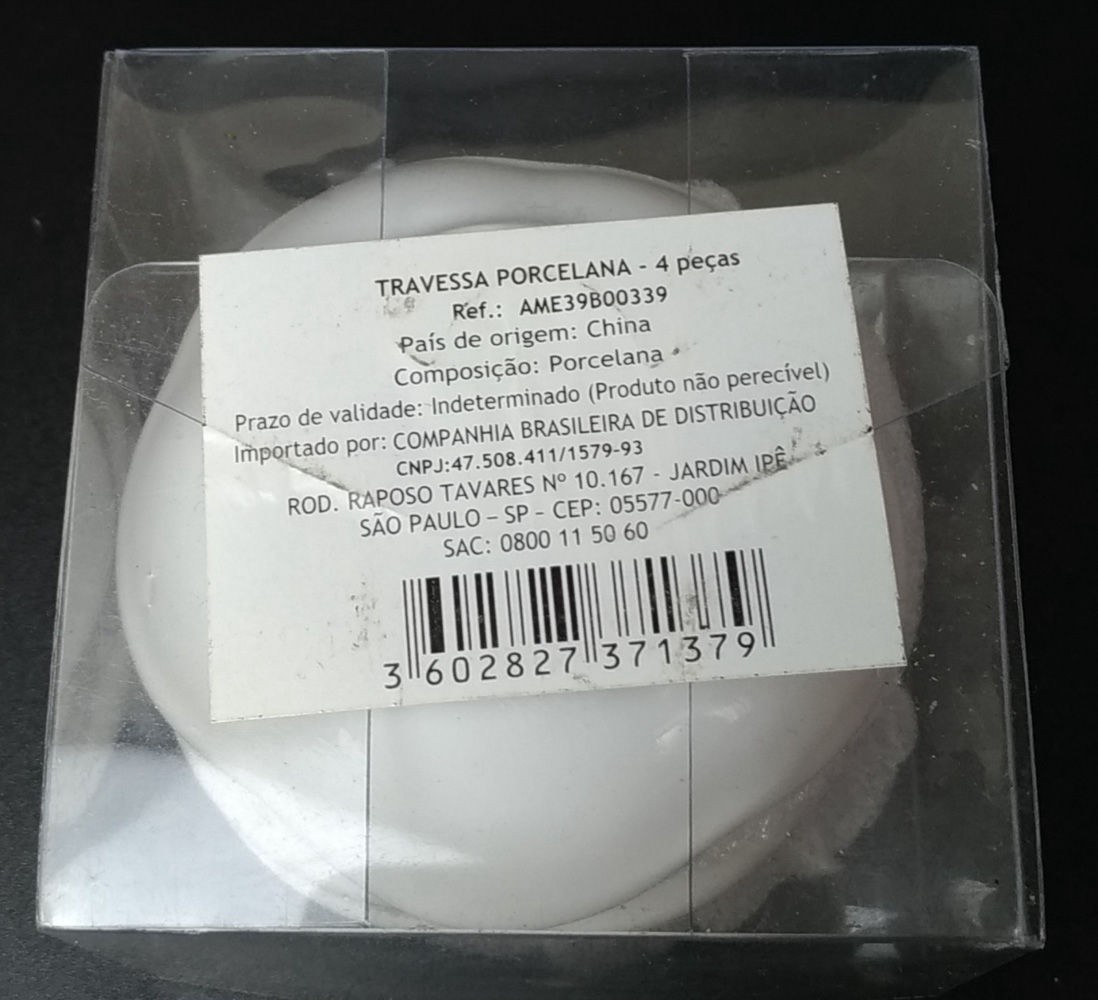 TRAVESSA PORCELANA - 4 peças
Ref.: AME39B00339
País de origem: China
Composição: Porcelana
Prazo de validade: Indeterminado (Produto não perecível)
Importado por: COMPANHIA BRASILEIRA DE DISTRIBUIÇÃO
CNPJ:47.508.411/1579-93
ROD. RAPOSO TAVARES Nº 10.167 - JARDIM IPÊ
SÃO PAULO – SP – CEP: 05577-000
SAC: 0800 11 50 60
3 602827 371379